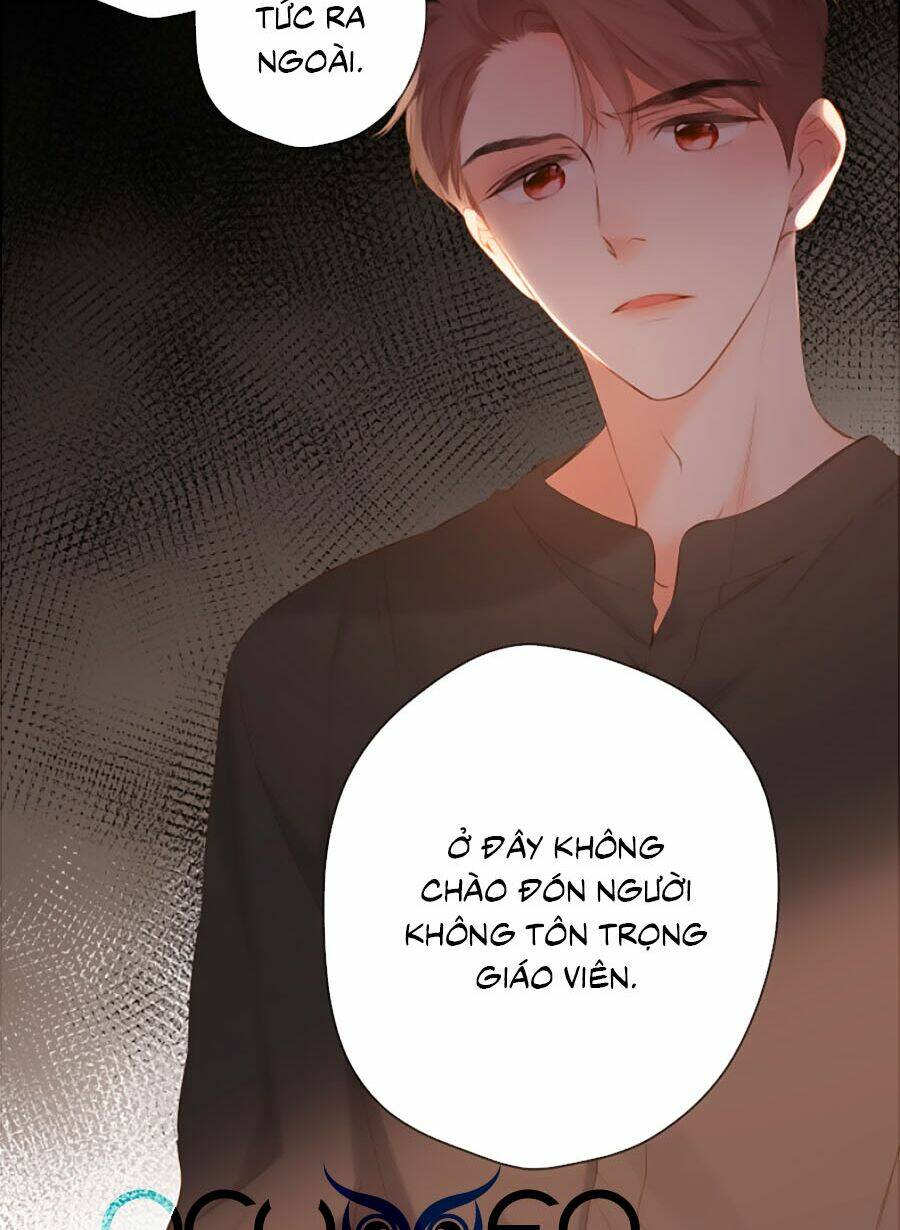 TỨC RA
NGOÀI.
Ở ĐÂY KHÔNG
CHÀO ĐÓN NGƯỜI
KHÔNG TÔN TRỌNG
GIÁO VIÊN.